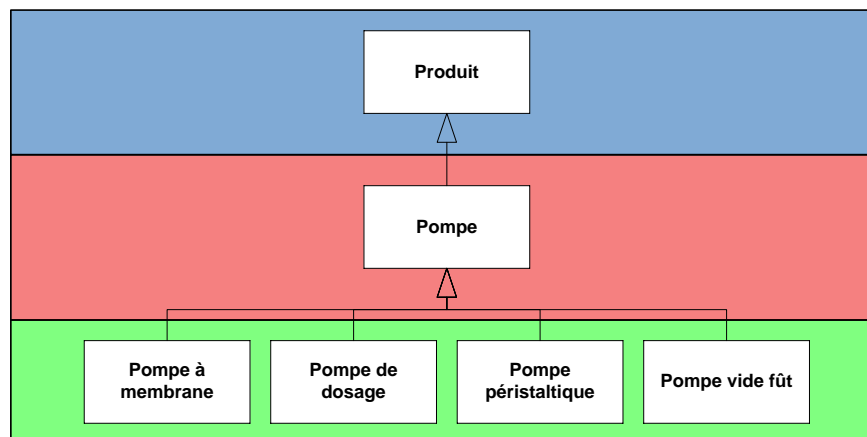 Produit
Pompe
Pompe à
membrane
Pompe de
dosage
Pompe
péristaltique
Pompe vide fût